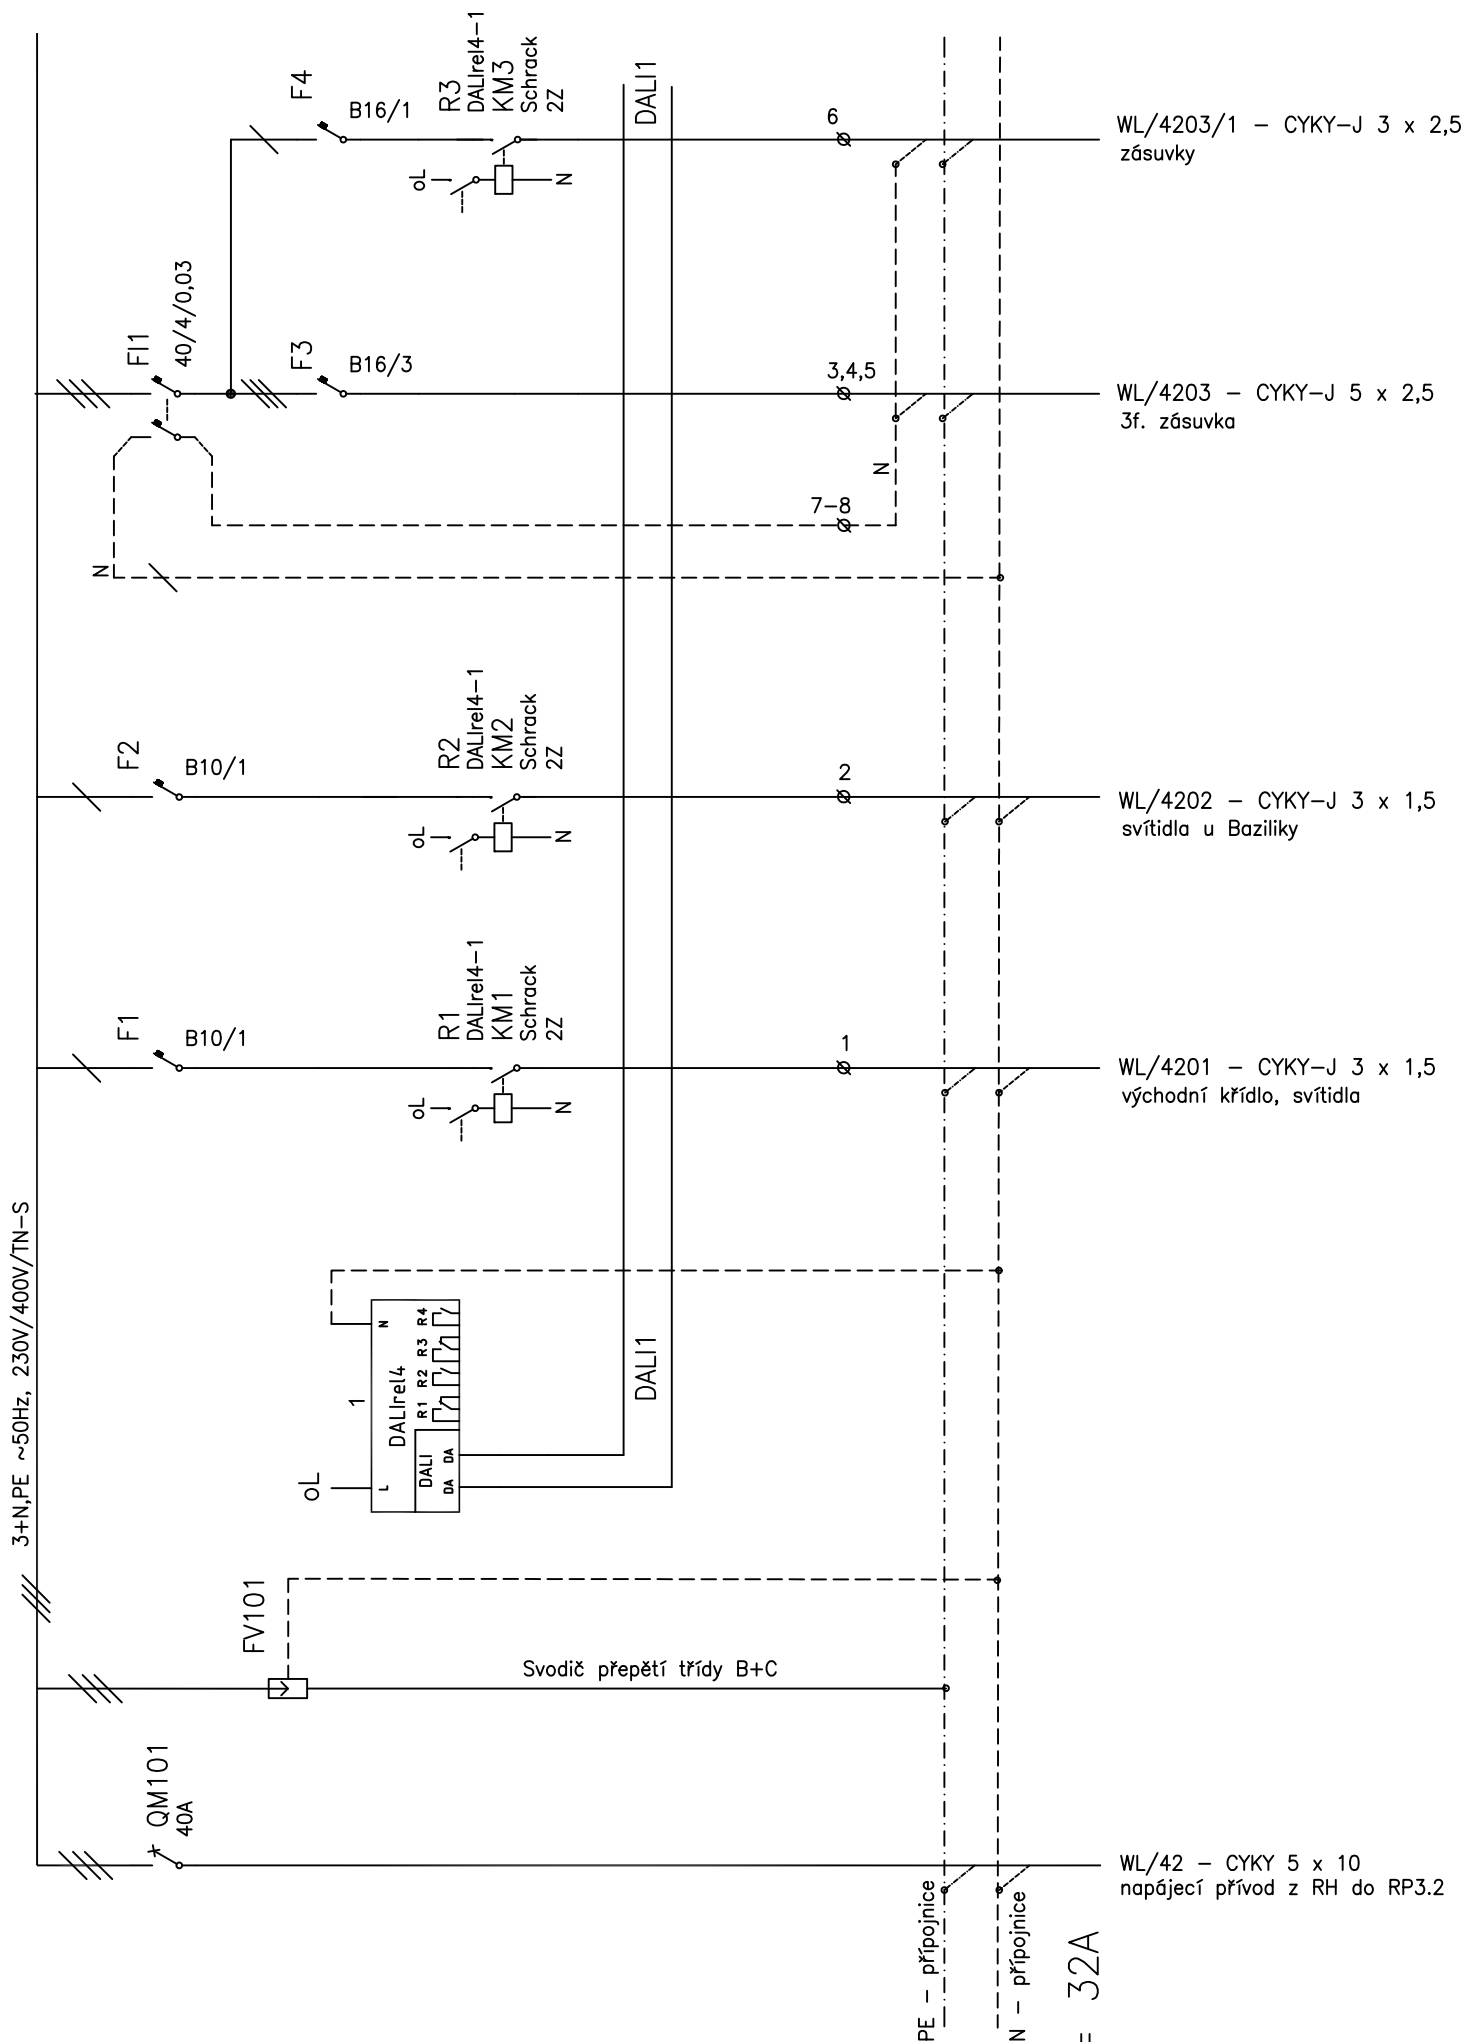 F4
B16/1
R3
DALIrel4-1
KM3
Schrack
2Z
oL
N
DALI1
6
WL/4203/1 - CYKY-J 3 x 2,5
zásuvky
FI1
40/4/0,03
F3
B16/3
3,4,5
WL/4203 - CYKY-J 5 x 2,5
3f. zásuvka
N
7-8
N
F2
B10/1
R2
DALIrel4-1
KM2
Schrack
2Z
oL
N
2
WL/4202 - CYKY-J 3 x 1,5
svítidla u Baziliky
F1
B10/1
R1
DALIrel4-1
KM1
Schrack
2Z
oL
N
1
WL/4201 - CYKY-J 3 x 1,5
východní křídlo, svítidla
3+N,PE ~50Hz, 230V/400V/TN-S
1
DALIrel4
L
N
DALI
DA DA
R1 R2 R3 R4
oL
DALI1
FV101
Svodič přepětí třídy B+C
QM101
40A
WL/42 - CYKY 5 x 10
napájecí přívod z RH do RP3.2
PE - přípojnice
N - přípojnice
= 32A